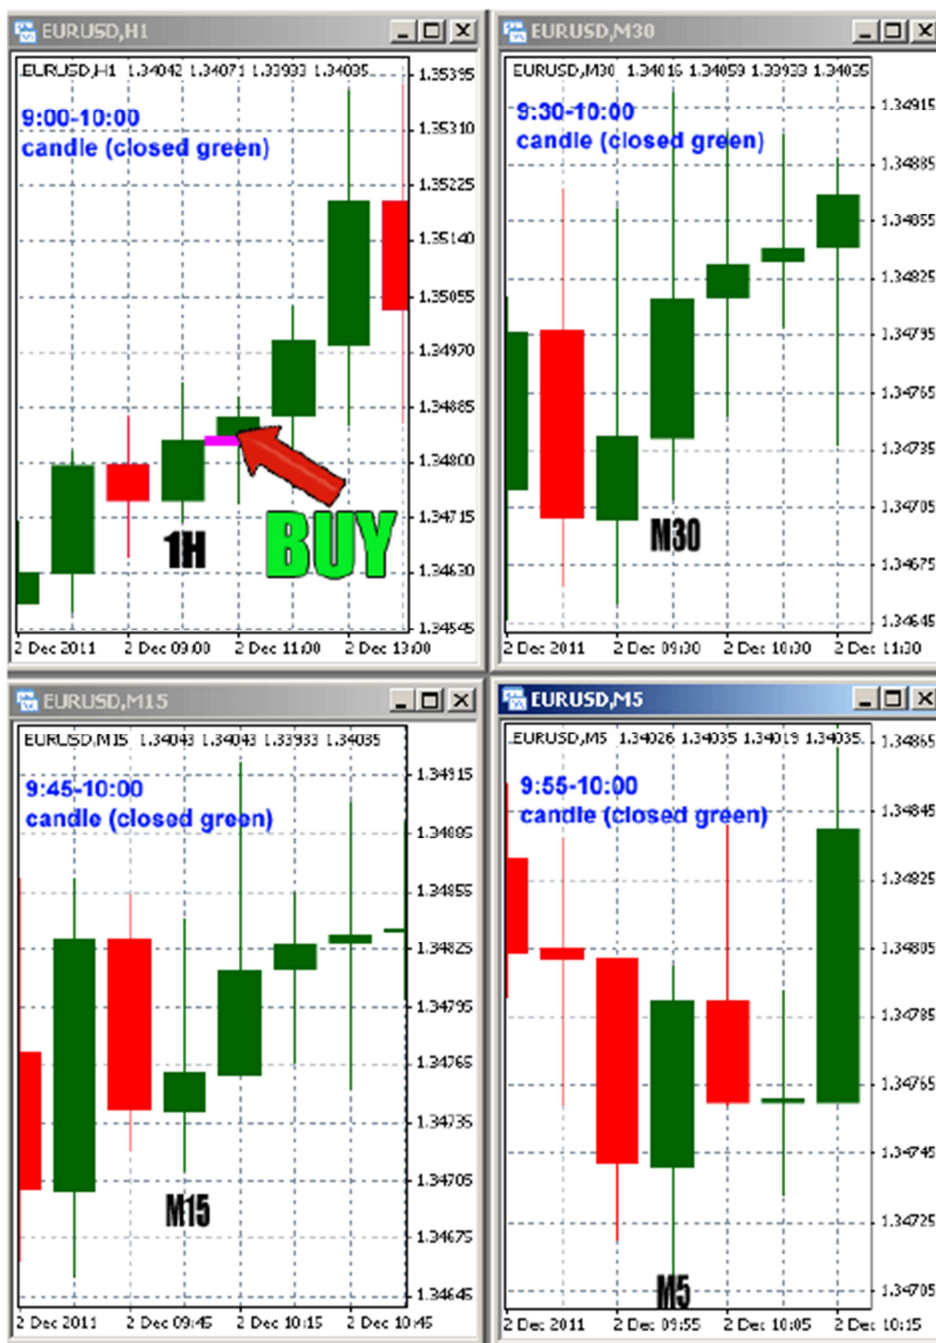 EURUSD,H1
EURUSD,H1 1.34042 1.34071 1.33933 1.34035
9:00-10:00
candle (closed green)
1.35395
1.35310
1.35225
1.35140
1.35055
1.34970
1.34885
1.34800
1.34715
1.34630
1.34545
1H
BUY
2 Dec 2011 2 Dec 09:00 2 Dec 11:00 2 Dec 13:00
EURUSD,M30
EURUSD,M30 1.34016 1.34059 1.33933 1.34035
9:30-10:00
candle (closed green)
1.34915
1.34885
1.34855
1.34825
1.34795
1.34765
1.34735
1.34705
1.34675
1.34645
M30
2 Dec 2011 2 Dec 09:30 2 Dec 10:30 2 Dec 11:30
EURUSD,M15
EURUSD,M15 1.34043 1.34043 1.33933 1.34035
9:45-10:00
candle (closed green)
1.34915
1.34895
1.34855
1.34825
1.34795
1.34765
1.34735
1.34705
1.34675
1.34645
M15
2 Dec 2011 2 Dec 09:45 2 Dec 10:15 2 Dec 10:45
EURUSD,M5
EURUSD,M5 1.34026 1.34035 1.34019 1.34035
9:55-10:00
candle (closed green)
1.34865
1.34845
1.34825
1.34805
1.34785
1.34765
1.34745
1.34725
1.34705
M5
2 Dec 2011 2 Dec 09:55 2 Dec 10:05 2 Dec 10:15